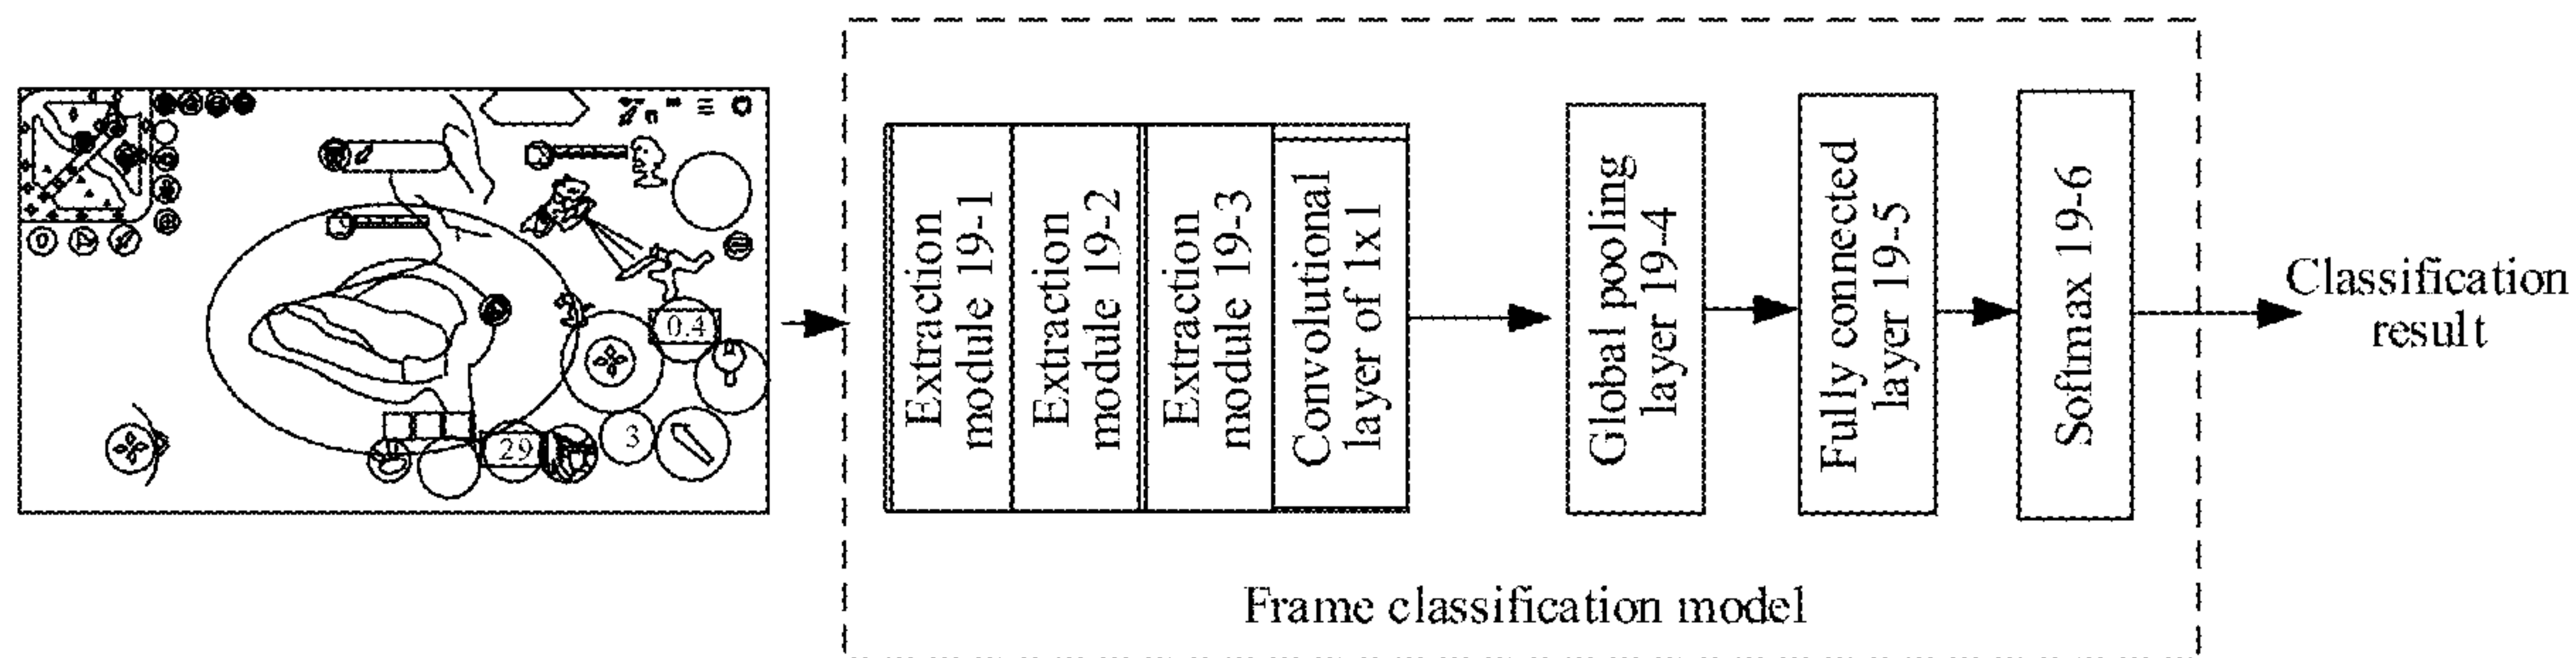 0.4
29
3
Extraction
module 19-1
Extraction
module 19-2
Extraction
module 19-3
Convolutional
layer of 1x1
Global pooling
layer 19-4
Fully connected
layer 19-5
Softmax 19-6
Classification
result
Frame classification model